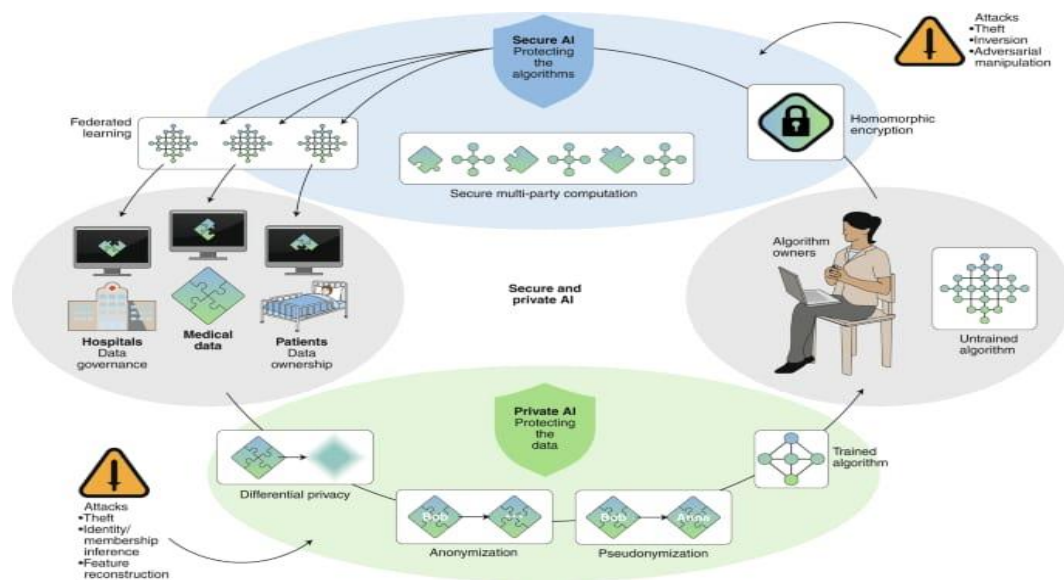 Secure AI
Protecting
the
algorithms
Attacks
•Theft
•Inversion
•Adversarial
manipulation
Federated
learning
Homomorphic
encryption
Secure multi-party computation
Algorithm
owners
Secure and
private AI
Untrained
algorithm
Hospitals
Data
governance
Medical
data
Patients
Data
ownership
Private AI
Protecting
the
data
Trained
algorithm
Differential privacy
Attacks
•Theft
•Identity/
membership
inference
•Feature
reconstruction
Bob
***
Anonymization
Bob
Anna
Pseudonymization